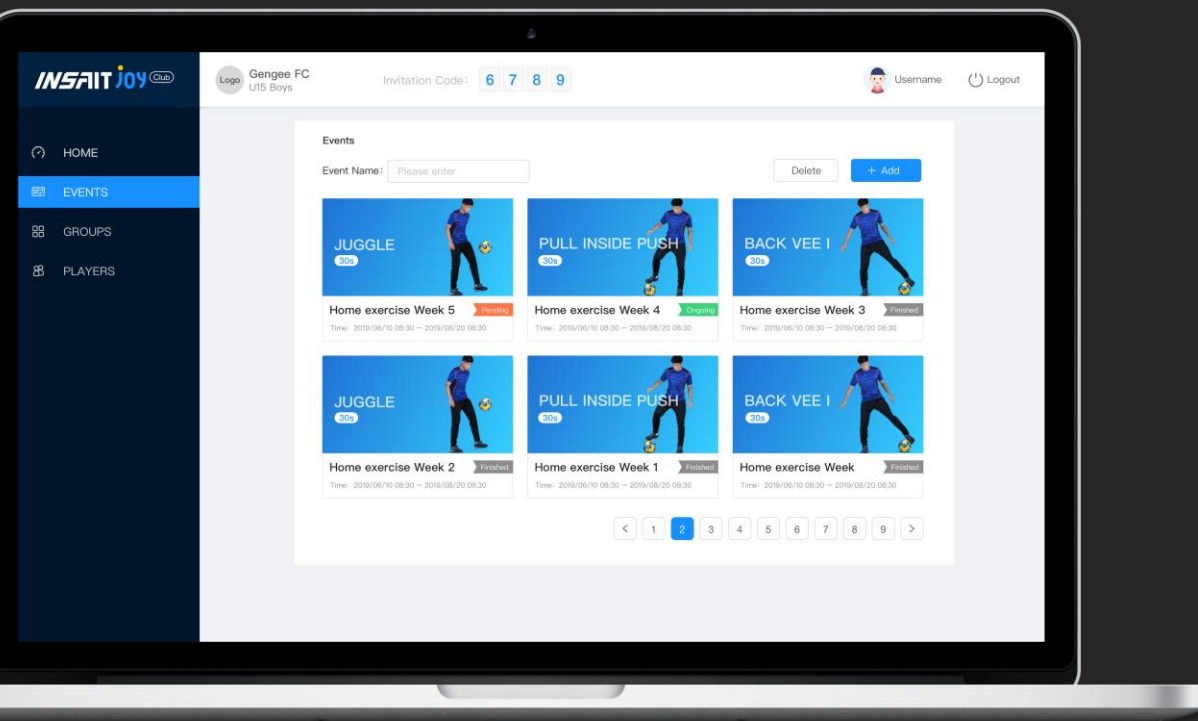 INSAIT JOY Club
Logo
Gengee FC
U15 Boys
Invitation Code: 6 7 8 9
Username
Logout
HOME
EVENTS
GROUPS
PLAYERS
Events
Event Name: Please enter
Delete
+ Add
JUGGLE
30s
Home exercise Week 5
Pending
Time: 2019/06/10 08:30 — 2019/08/20 08:30
PULL INSIDE PUSH
30s
Home exercise Week 4
Ongoing
Time: 2019/06/10 08:30 — 2019/08/20 08:30
BACK VEE I
30s
Home exercise Week 3
Finished
Time: 2019/06/10 08:30 — 2019/08/20 08:30
JUGGLE
30s
Home exercise Week 2
Finished
Time: 2019/06/10 08:30 — 2019/08/20 08:30
PULL INSIDE PUSH
30s
Home exercise Week 1
Finished
Time: 2019/06/10 08:30 — 2019/08/20 08:30
BACK VEE I
30s
Home exercise Week
Finished
Time: 2019/06/10 08:30 — 2019/08/20 08:30
< 1 2 3 4 5 6 7 8 9 >